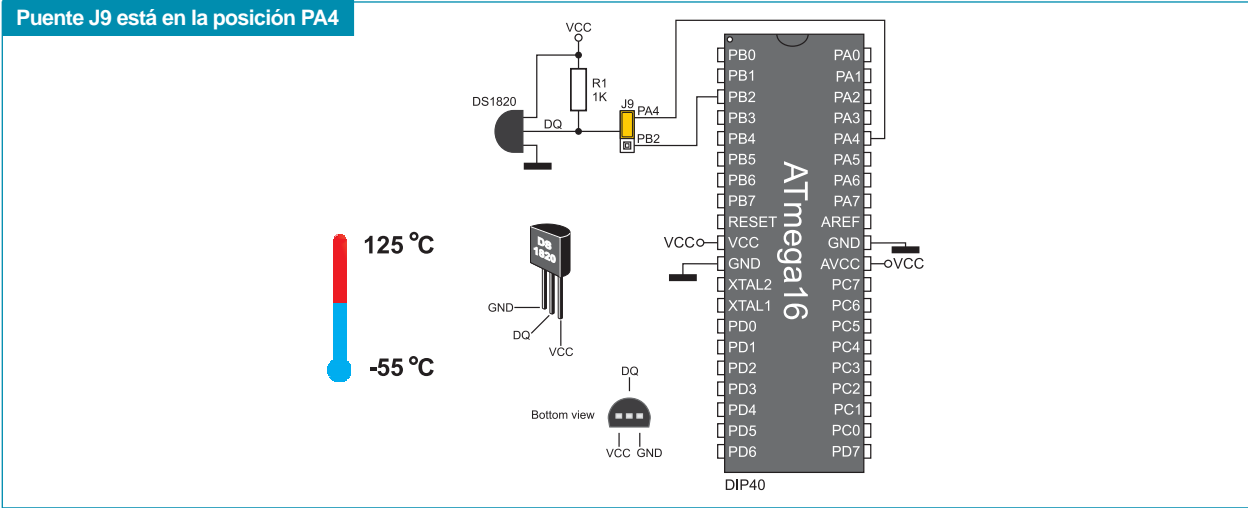 Puente J9 está en la posición PA4
VCC
R1
1K
DS1820
DQ
J9
PA4
PB2
125 °C
-55 °C
DS
1820
GND
DQ
VCC
DQ
Bottom view
VCC GND
ATmega16
PB0 PA0
PB1 PA1
PB2 PA2
PB3 PA3
PB4 PA4
PB5 PA5
PB6 PA6
PB7 PA7
RESET AREF
VCC VCC GND
GND AVCC VCC
XTAL2 PC7
XTAL1 PC6
PD0 PC5
PD1 PC4
PD2 PC3
PD3 PC2
PD4 PC1
PD5 PC0
PD6 PD7
DIP40